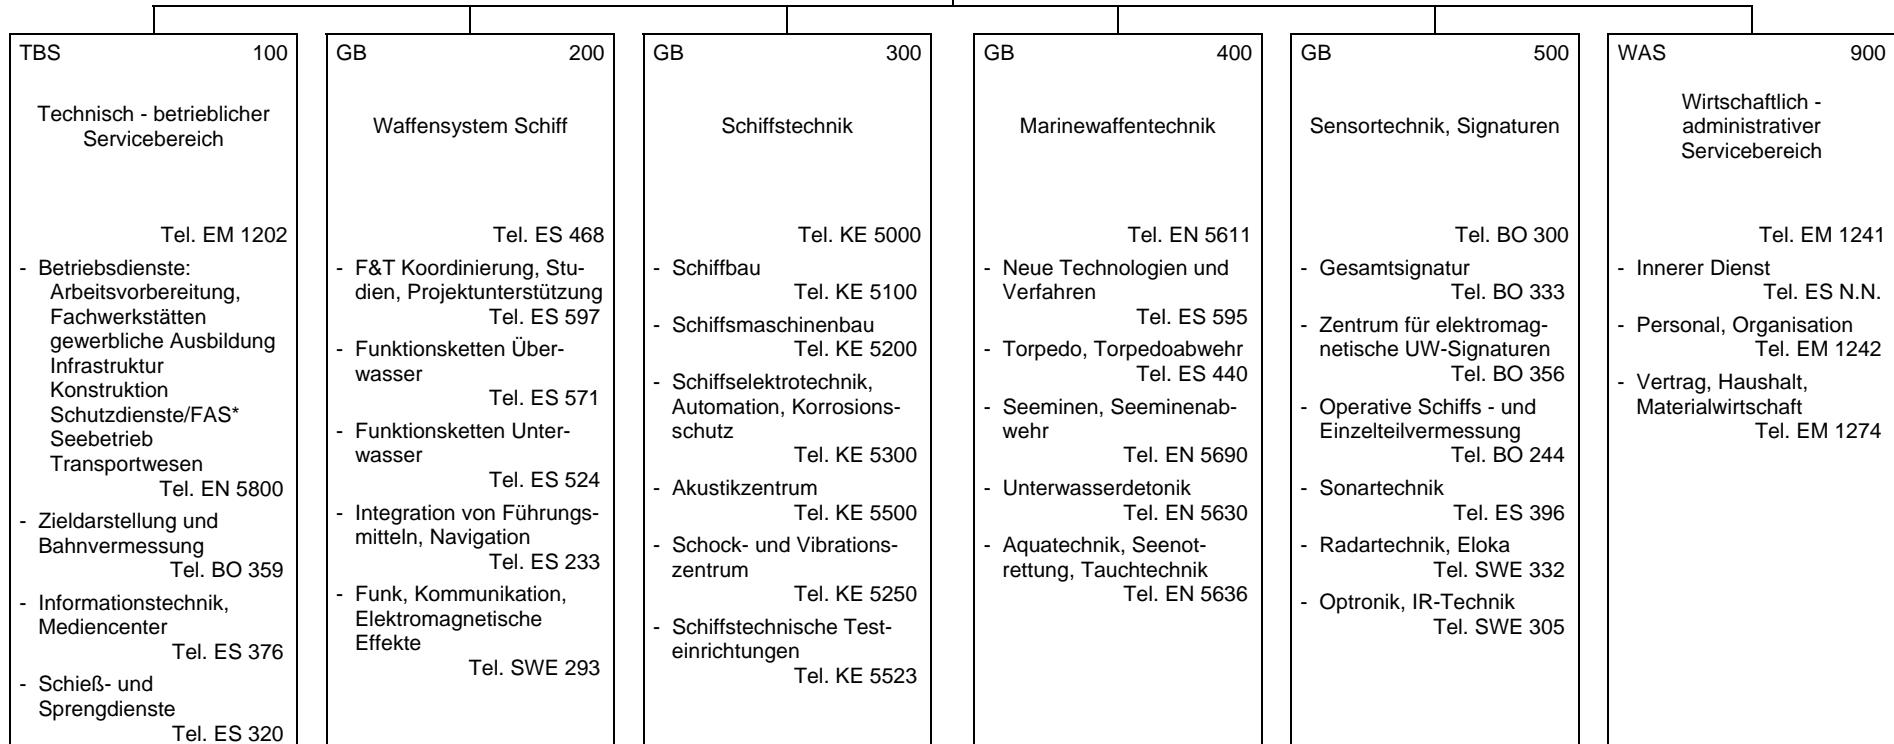 TBS 100
Technisch - betrieblicher
Servicebereich
Tel. EM 1202
- Betriebsdienste:
Arbeitsvorbereitung,
Fachwerkstätten
gewerbliche Ausbildung
Infrastruktur
Konstruktion
Schutzdienste/FAS*
Seebetrieb
Transportwesen
Tel. EN 5800
- Zieldarstellung und
Bahnvermessung
Tel. BO 359
- Informationstechnik,
Mediencenter
Tel. ES 376
- Schieß- und
Sprengdienste
Tel. ES 320
GB 200
Waffensystem Schiff
Tel. ES 468
- F&T Koordinierung, Stu-
dien, Projektunterstützung
Tel. ES 597
- Funktionsketten Über-
wasser
Tel. ES 571
- Funktionsketten Unter-
wasser
Tel. ES 524
- Integration von Führungs-
mitteln, Navigation
Tel. ES 233
- Funk, Kommunikation,
Elektromagnetische
Effekte
Tel. SWE 293
GB 300
Schiffstechnik
Tel. KE 5000
- Schiffbau
Tel. KE 5100
- Schiffsmaschinenbau
Tel. KE 5200
- Schiffselektrotechnik,
Automation, Korrosions-
schutz
Tel. KE 5300
- Akustikzentrum
Tel. KE 5500
- Schock- und Vibrations-
zentrum
Tel. KE 5250
- Schiffstechnische Test-
einrichtungen
Tel. KE 5523
GB 400
Marinewaffentechnik
Tel. EN 5611
- Neue Technologien und
Verfahren
Tel. ES 595
- Torpedo, Torpedoabwehr
Tel. ES 440
- Seeminen, Seeminenab-
wehr
Tel. EN 5690
- Unterwasserdetonik
Tel. EN 5630
- Aquatechnik, Seenot-
rettung, Tauchtechnik
Tel. EN 5636
GB 500
Sensortechnik, Signaturen
Tel. BO 300
- Gesamtsignatur
Tel. BO 333
- Zentrum für elektromag-
netische UW-Signaturen
Tel. BO 356
- Operative Schiffs - und
Einzelteilvermessung
Tel. BO 244
- Sonartechnik
Tel. ES 396
- Radartechnik, Eloka
Tel. SWE 332
- Optronik, IR-Technik
Tel. SWE 305
WAS 900
Wirtschaftlich -
administrativer
Servicebereich
Tel. EM 1241
- Innerer Dienst
Tel. ES N.N.
- Personal, Organisation
Tel. EM 1242
- Vertrag, Haushalt,
Materialwirtschaft
Tel. EM 1274